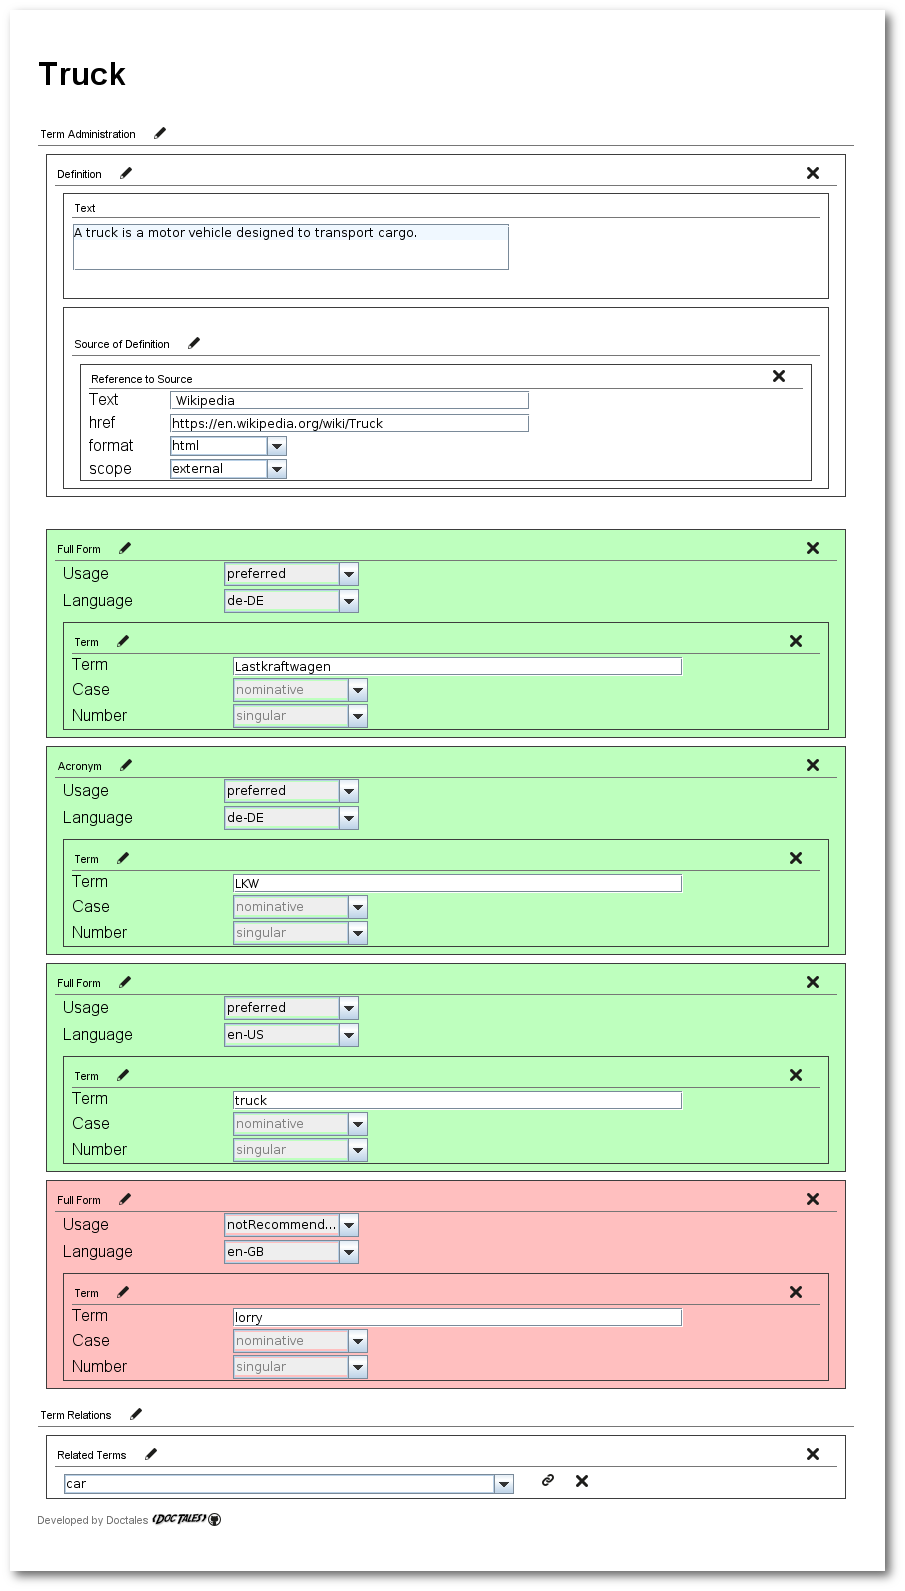 Truck
Term Administration
Definition
Text
A truck is a motor vehicle designed to transport cargo.
Source of Definition
Reference to Source
Text Wikipedia
href https://en.wikipedia.org/wiki/Truck
format html
scope external
Full Form
Usage preferred
Language de-DE
Term
Term Lastkraftwagen
Case nominative
Number singular
Acronym
Usage preferred
Language de-DE
Term
Term LKW
Case nominative
Number singular
Full Form
Usage preferred
Language en-US
Term
Term truck
Case nominative
Number singular
Full Form
Usage notRecommend...
Language en-GB
Term
Term lorry
Case nominative
Number singular
Term Relations
Related Terms
car
Developed by Doctales (DOCTALES)